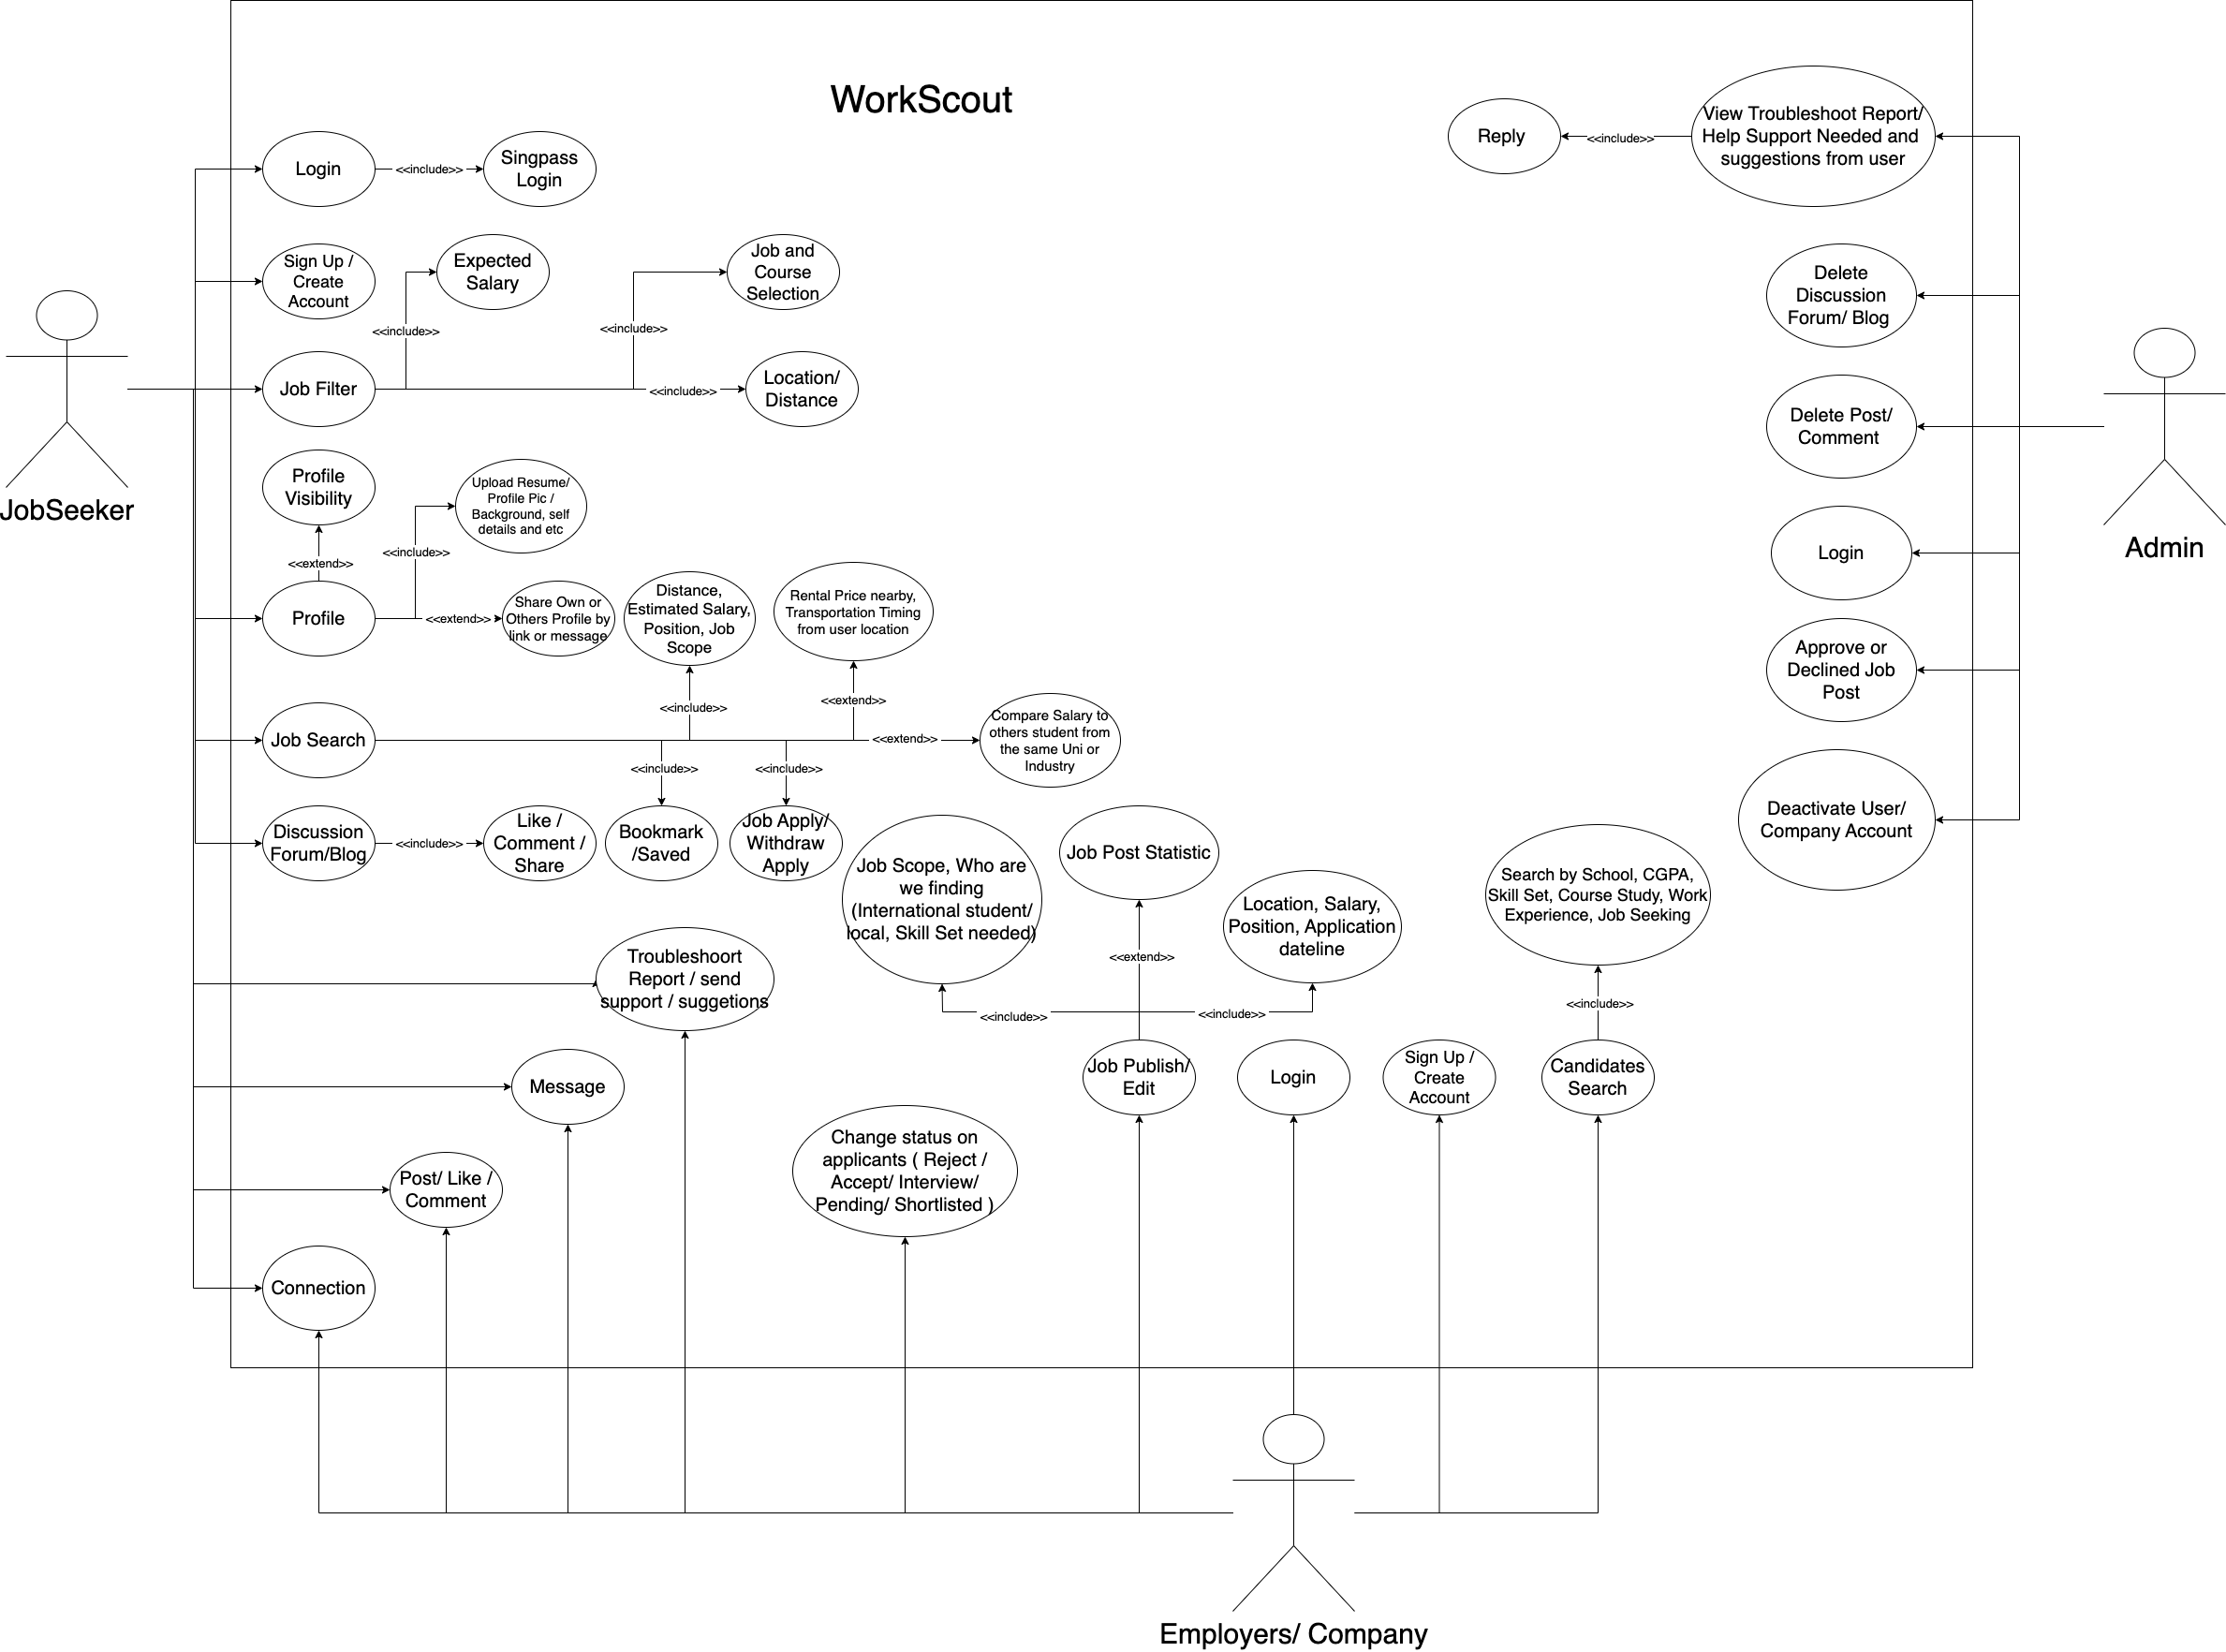 WorkScout
View Troubleshoot Report/
Help Support Needed and
suggestions from user
<<include>>
Reply
Login
<<include>>
Singpass
Login
Sign Up /
Create
Account
Expected
Salary
Job and
Course
Selection
Delete
Discussion
Forum/ Blog
<<include>>
<<include>>
Job Filter
<<include>>
Location/
Distance
Delete Post/
Comment
JobSeeker
Profile
Visibility
Upload Resume/
Profile Pic /
Background, self
details and etc
Admin
Login
<<extend>>
<<include>>
Profile
<<extend>>
Share Own or
Others Profile by
link or message
Distance,
Estimated Salary,
Position, Job
Scope
Rental Price nearby,
Transportation Timing
from user location
Approve or
Declined Job
Post
<<include>>
<<extend>>
Job Search
<<extend>>
Compare Salary to
others student from
the same Uni or
Industry
<<include>>
<<include>>
Discussion
Forum/Blog
<<include>>
Like /
Comment /
Share
Bookmark
/Saved
Job Apply/
Withdraw
Apply
Deactivate User/
Company Account
Job Scope, Who are
we finding
(International student/
local, Skill Set needed)
Job Post Statistic
Location, Salary,
Position, Application
dateline
Search by School, CGPA,
Skill Set, Course Study, Work
Experience, Job Seeking
Troubleshoort
Report / send
support / suggetions
<<extend>>
<<include>>
<<include>>
<<include>>
Message
Job Publish/
Edit
Login
Sign Up /
Create
Account
Candidates
Search
Change status on
applicants ( Reject /
Accept/ Interview/
Pending/ Shortlisted )
Post/ Like /
Comment
Connection
Employers/ Company